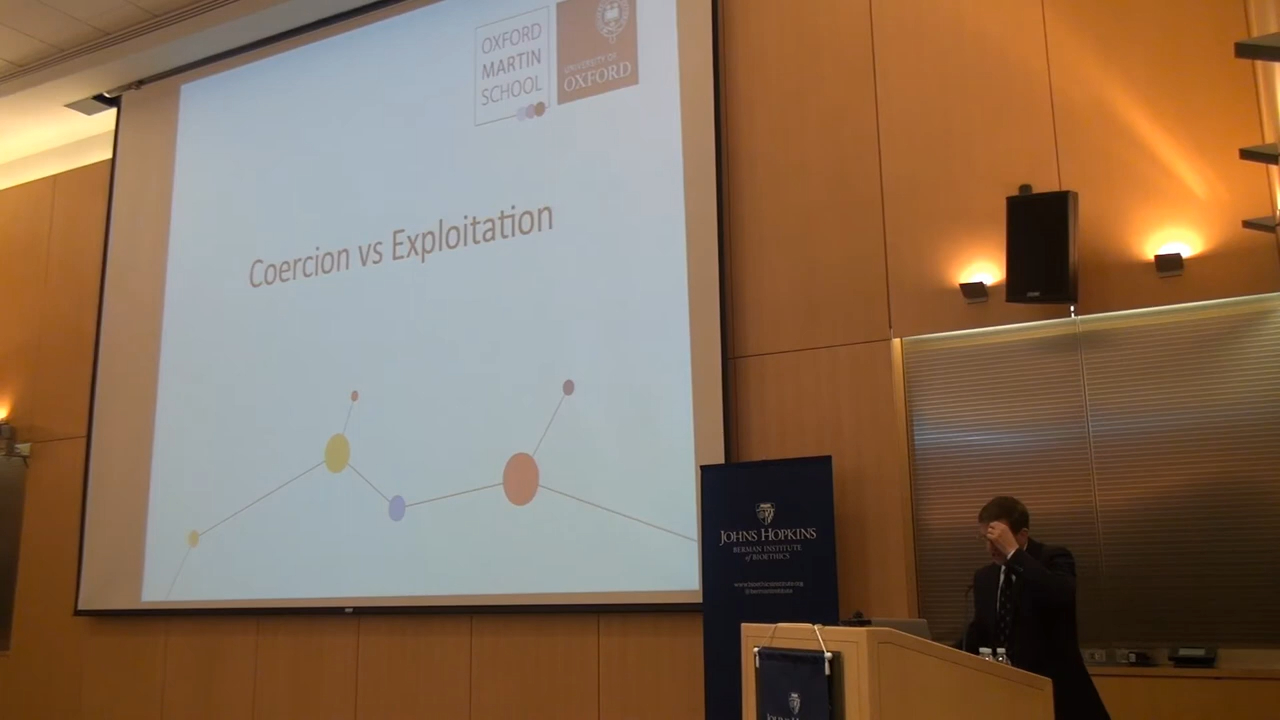 OXFORD
MARTIN
SCHOOL
UNIVERSITY OF
OXFORD
Coercion vs Exploitation
JOHNS HOPKINS
BERMAN INSTITUTE
of BIOETHICS